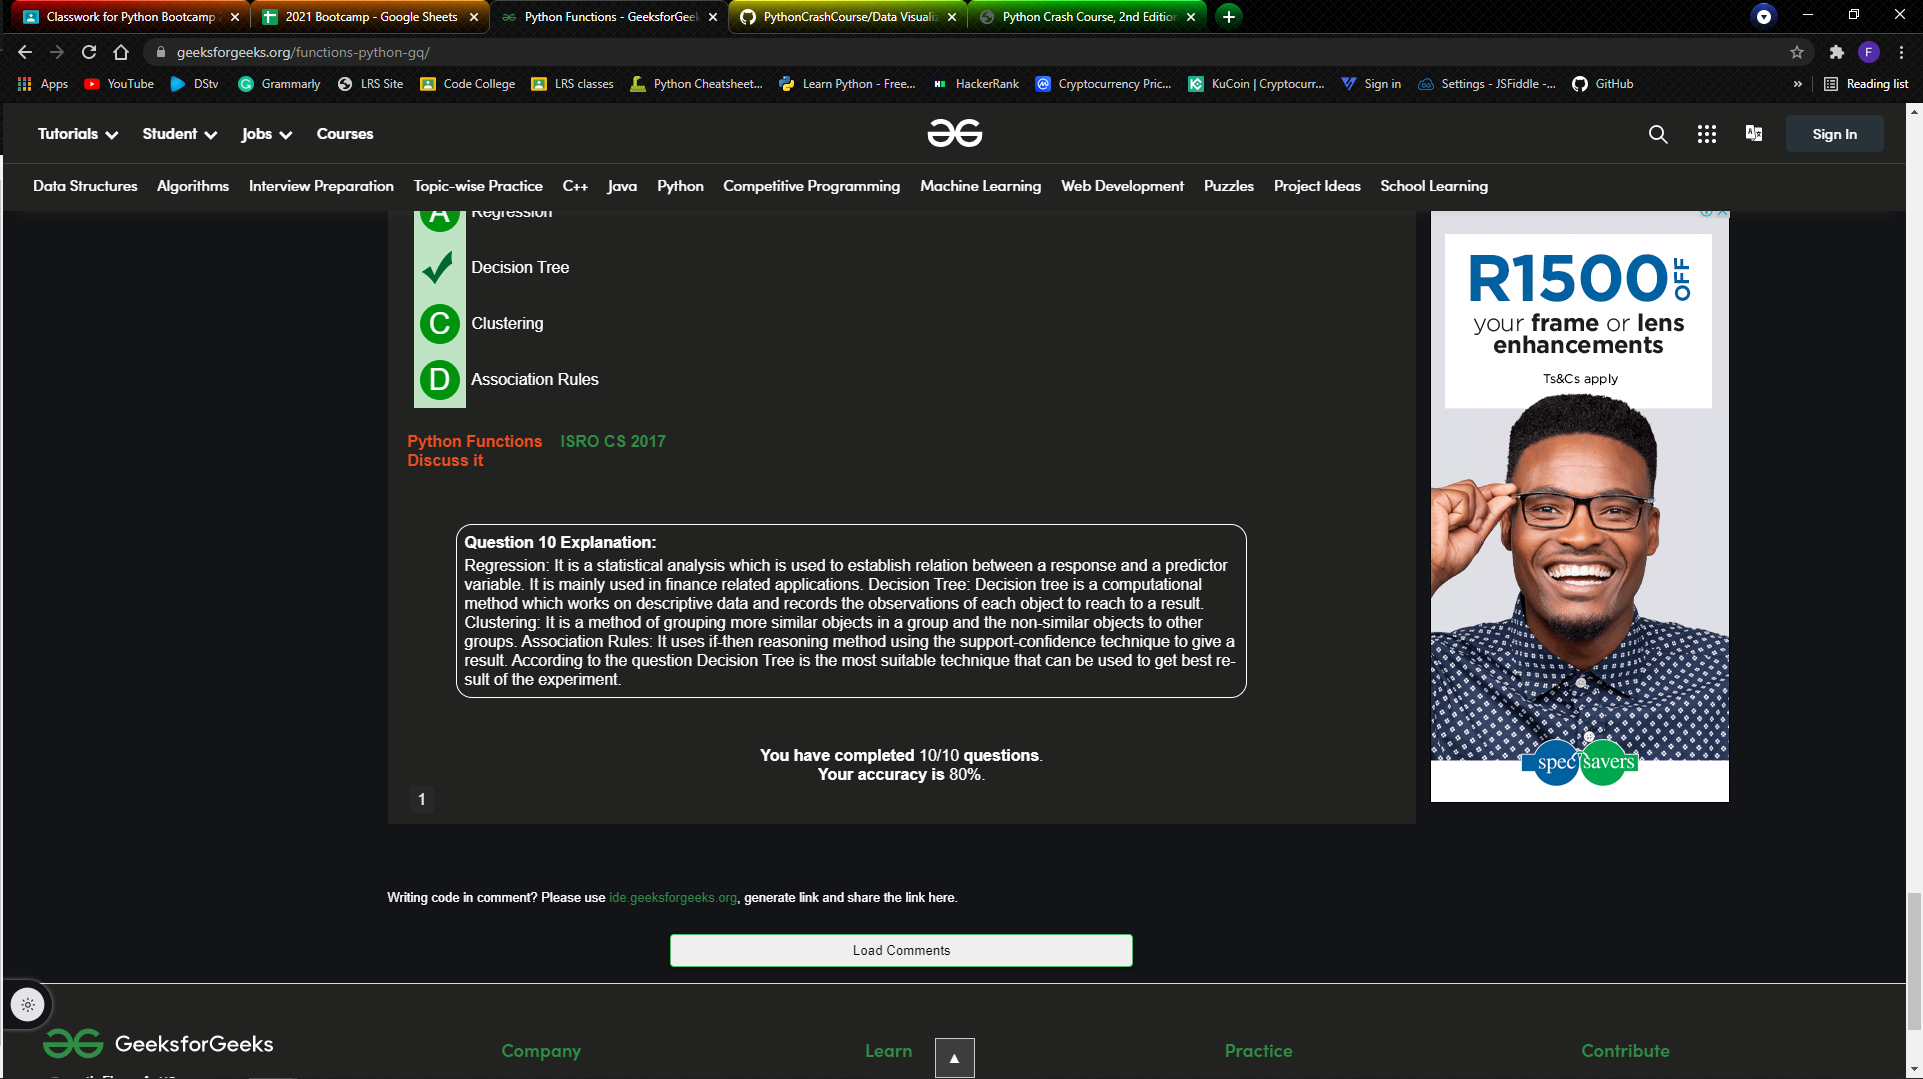 Classwork for Python Bootcamp
2021 Bootcamp - Google Sheets
Python Functions - GeeksforGeek
PythonCrashCourse/Data Visualiz
Python Crash Course, 2nd Edition
geeksforgeeks.org/functions-python-gq/
F
Apps YouTube DStv Grammarly LRS Site Code College LRS classes Python Cheatsheet... Learn Python - Free... HackerRank Cryptocurrency Pric... KuCoin | Cryptocurr... Sign in Settings - JSFiddle -... GitHub » Reading list
Tutorials Student Jobs Courses Sign In
Data Structures Algorithms Interview Preparation Topic-wise Practice C++ Java Python Competitive Programming Machine Learning Web Development Puzzles Project Ideas School Learning
A Regression
Decision Tree
C Clustering
D Association Rules
Python Functions ISRO CS 2017
Discuss it
Question 10 Explanation:
Regression: It is a statistical analysis which is used to establish relation between a response and a predictor
variable. It is mainly used in finance related applications. Decision Tree: Decision tree is a computational
method which works on descriptive data and records the observations of each object to reach to a result.
Clustering: It is a method of grouping more similar objects in a group and the non-similar objects to other
groups. Association Rules: It uses if-then reasoning method using the support-confidence technique to give a
result. According to the question Decision Tree is the most suitable technique that can be used to get best re-
sult of the experiment.
You have completed 10/10 questions.
Your accuracy is 80%.
1
R1500 OFF
your frame or lens
enhancements
Ts&Cs apply
spec savers
Writing code in comment? Please use ide.geeksforgeeks.org, generate link and share the link here.
Load Comments
GeeksforGeeks
Company
Learn
Practice
Contribute